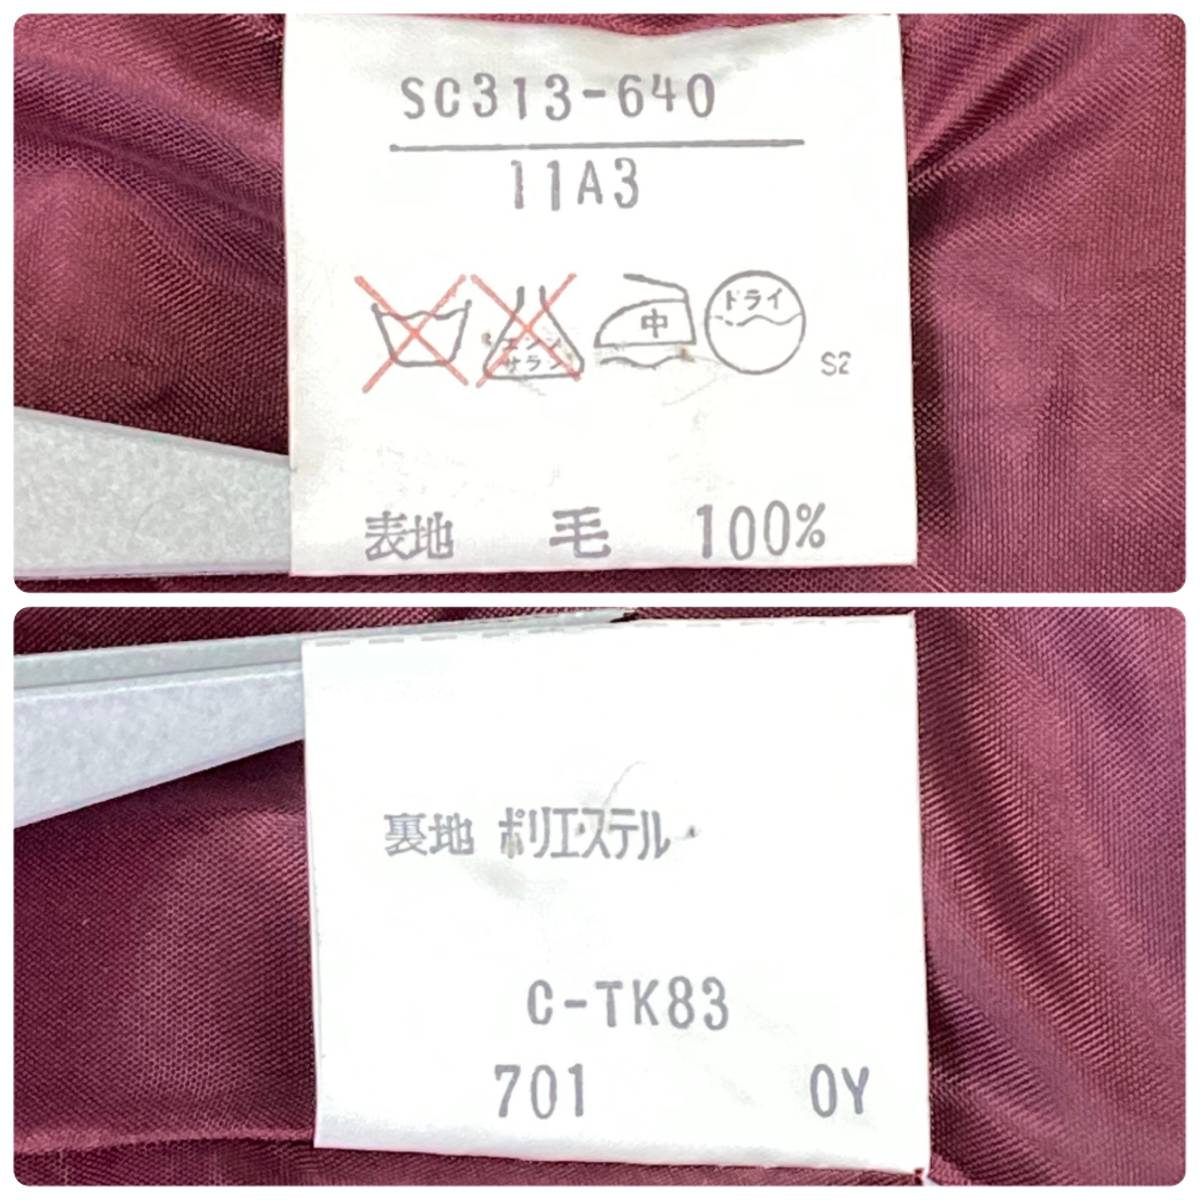 SC313-640
11A3
エンソ
サラシ
中
ドライ
S2
表地 毛 100%
裏地 ポリエステル
C-TK83
701 OY